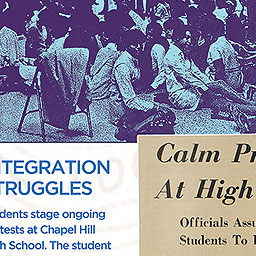 NTEGRATION
TRUGGLES
dents stage ongoing
tests at Chapel Hill
h School. The student
Calm Pr
At High
Officials Assu
Students To